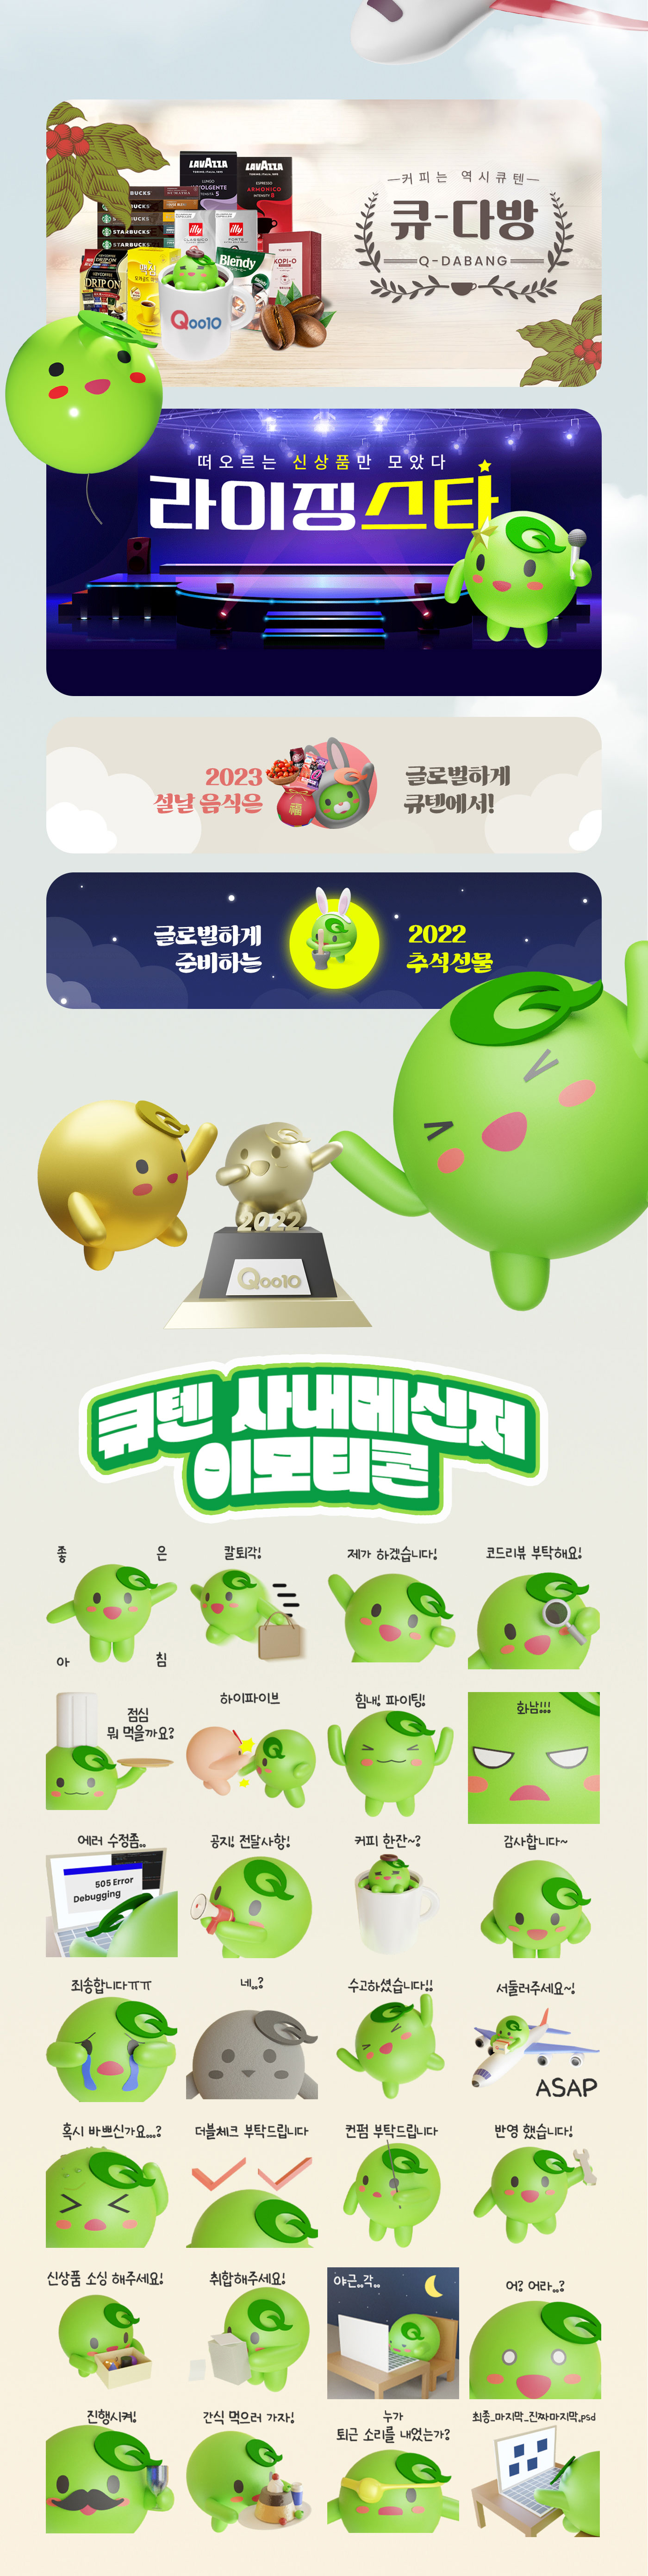 커피는 역시큐텐
큐-다방
Q-DABANG
LAVAZZA
LAVAZZA
STARBUCKS
STARBUCKS
illy
illy
CLASSICO
FORTE
Blendy
KOPI-O
DRIP ON
Qoo10
떠오르는 신상품만 모았다
라이징스타
2023
설날 음식은
福
글로벌하게
큐텐에서!
글로벌하게
준비하는
2022
추석선물
2022
Qoo10
큐텐 사내메신저
이모티콘
좋 은
아 침
칼퇴각!
제가 하겠습니다!
코드리뷰 부탁해요!
점심
뭐 먹을까요?
하이파이브
힘내! 파이팅!
화남!!!
에러 수정좀..
505 Error
Debugging
공지! 전달사항!
커피 한잔~?
감사합니다~
죄송합니다ㅠㅠ
네..?
수고하셨습니다!!
서둘러주세요~!
ASAP
혹시 바쁘신가요...?
더블체크 부탁드립니다
컨펌 부탁드립니다
반영 했습니다!
신상품 소싱 해주세요!
취합해주세요!
야근..각..
어? 어라..?
진행시켜!
간식 먹으러 가자!
누가
퇴근 소리를 내었는가?
최종_마지막_진짜마지막.psd